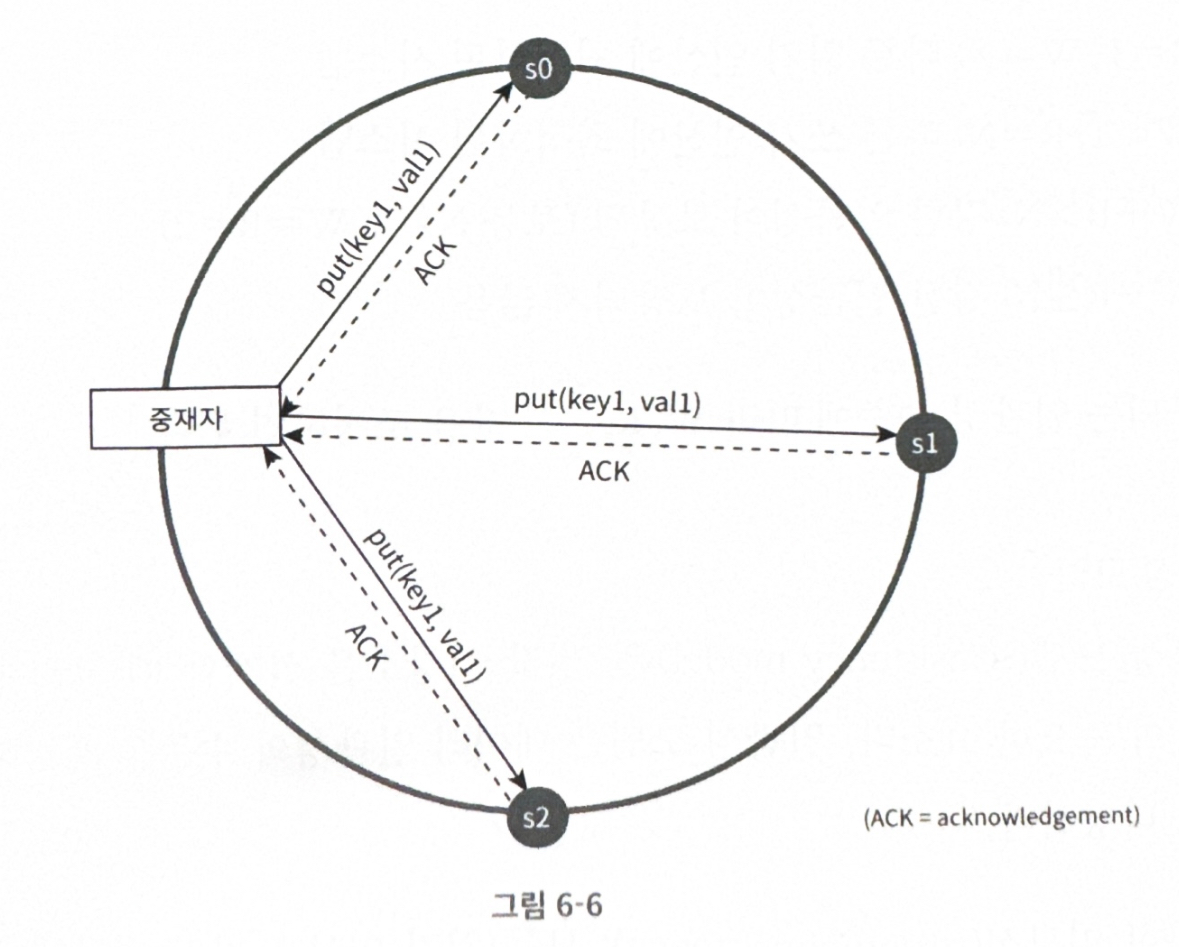 s0
put(key1, val1)
ACK
중재자
put(key1, val1)
s1
ACK
put(key1, val1)
ACK
s2
(ACK = acknowledgement)
그림 6-6